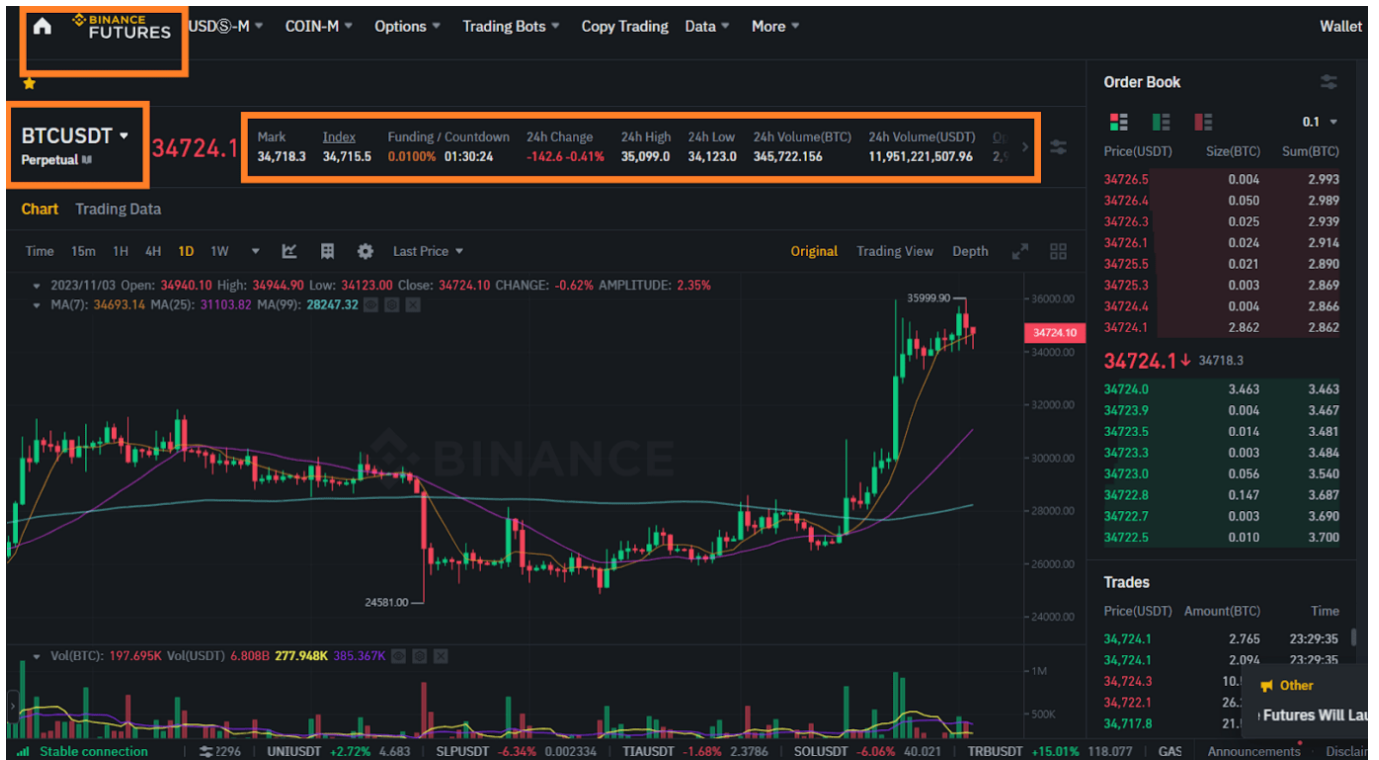 BINANCE
FUTURES
USDⓈ-M COIN-M Options Trading Bots Copy Trading Data More Wallet
BTCUSDT
Perpetual
34724.1
Mark Index Funding / Countdown 24h Change 24h High 24h Low 24h Volume(BTC) 24h Volume(USDT)
34,718.3 34,715.5 0.0100% 01:30:24 -142.6 -0.41% 35,099.0 34,123.0 345,722.156 11,951,221,507.96
Chart Trading Data
Time 15m 1H 4H 1D 1W Last Price Original Trading View Depth
2023/11/03 Open: 34940.10 High: 34944.90 Low: 34123.00 Close: 34724.10 CHANGE: -0.62% AMPLITUDE: 2.35%
MA(7): 34693.14 MA(25): 31103.82 MA(99): 28247.32
35999.90
36000.00
34724.10
34000.00
32000.00
BINANCE
30000.00
28000.00
26000.00
24581.00
24000.00
Vol(BTC): 197.695K Vol(USDT) 6.808B 277.948K 385.367K
1M
500K
Order Book
0.1
Price(USDT) Size(BTC) Sum(BTC)
34726.5 0.004 2.993
34726.4 0.050 2.989
34726.3 0.025 2.939
34726.1 0.024 2.914
34725.5 0.021 2.890
34725.3 0.003 2.869
34724.4 0.004 2.866
34724.1 2.862 2.862
34724.1 34718.3
34724.0 3.463 3.463
34723.9 0.004 3.467
34723.5 0.014 3.481
34723.3 0.003 3.484
34723.0 0.056 3.540
34722.8 0.147 3.687
34722.7 0.003 3.690
34722.5 0.010 3.700
Trades
Price(USDT) Amount(BTC) Time
34,724.1 2.765 23:29:35
34,724.1 2.094 23:29:35
34,724.3 10.
34,722.1 26.
34,717.8 21.
Other
Futures Will Lau
Stable connection 2296 UNIUSDT +2.72% 4.683 SLPUSDT -6.34% 0.002334 TIAUSDT -1.68% 2.3786 SOLUSDT -6.06% 40.021 TRBUSDT +15.01% 118.077 GAS Announcements Disclai